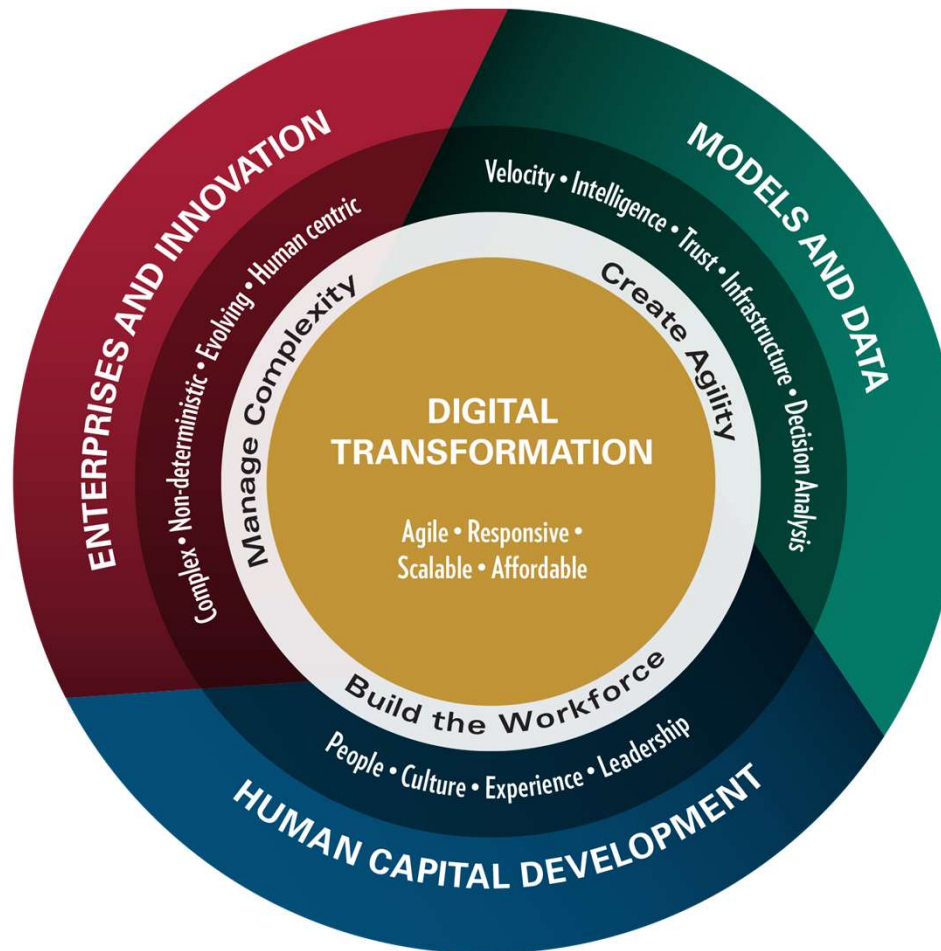 ENTERPRISES AND INNOVATION
Complex • Non-deterministic • Evolving • Human centric
Manage Complexity
MODELS AND DATA
Velocity • Intelligence • Trust • Infrastructure • Decision Analysis
Create Agility
DIGITAL
TRANSFORMATION
Agile • Responsive •
Scalable • Affordable
Build the Workforce
People • Culture • Experience • Leadership
HUMAN CAPITAL DEVELOPMENT